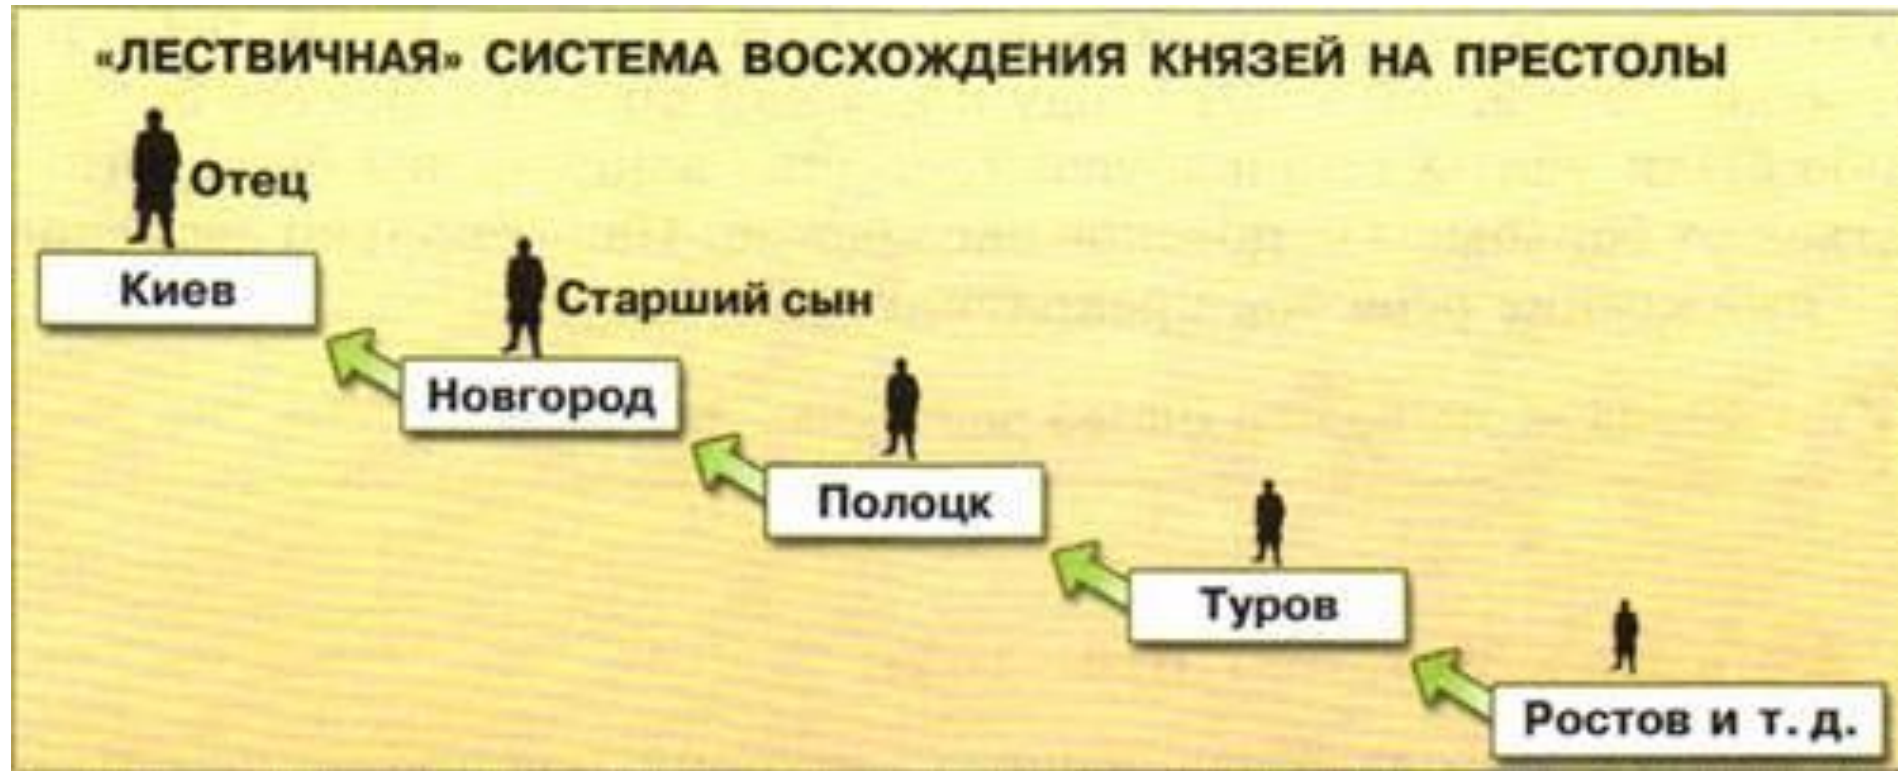 «ЛЕСТВИЧНАЯ» СИСТЕМА ВОСХОЖДЕНИЯ КНЯЗЕЙ НА ПРЕСТОЛЫ
Отец
Киев
Старший сын
Новгород
Полоцк
Туров
Ростов и т. д.